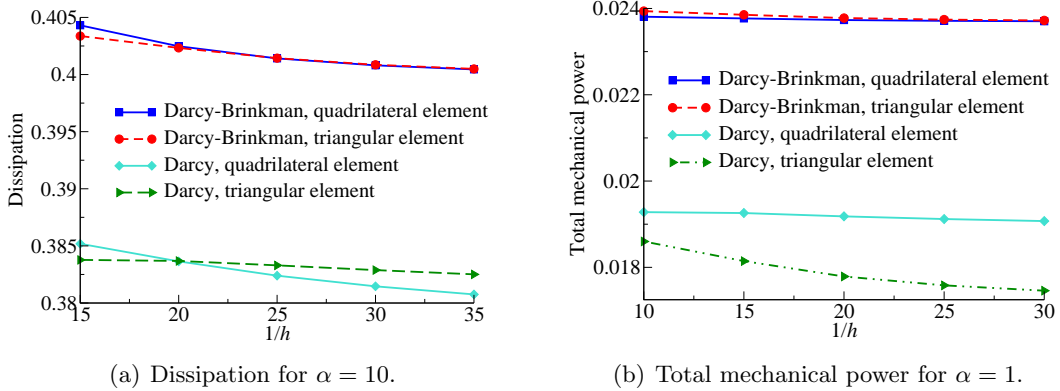 0.405
0.4
0.395
0.39
0.385
0.38
Dissipation
Darcy-Brinkman, quadrilateral element
Darcy-Brinkman, triangular element
Darcy, quadrilateral element
Darcy, triangular element
15 20 25 30 35
1/h
(a) Dissipation for α = 10.
0.024
0.022
0.02
0.018
Total mechanical power
Darcy-Brinkman, quadrilateral element
Darcy-Brinkman, triangular element
Darcy, quadrilateral element
Darcy, triangular element
10 15 20 25 30
1/h
(b) Total mechanical power for α = 1.